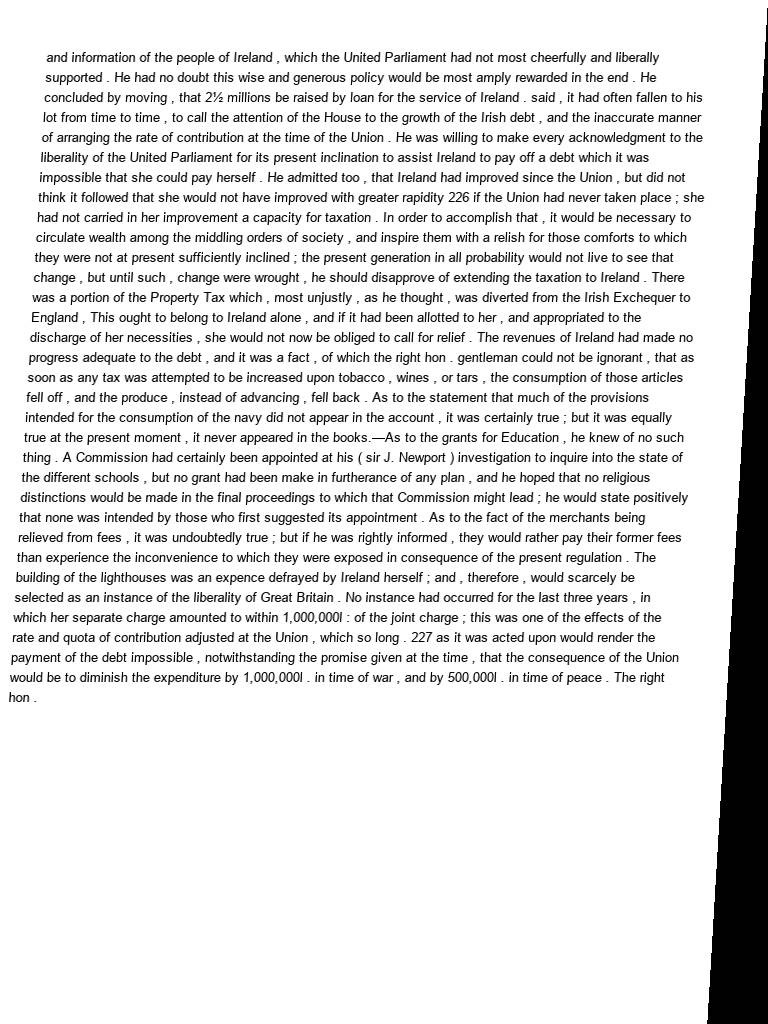 and information of the people of Ireland , which the United Parliament had not most cheerfully and liberally
supported . He had no doubt this wise and generous policy would be most amply rewarded in the end . He
concluded by moving , that 2½ millions be raised by loan for the service of Ireland . said , it had often fallen to his
lot from time to time , to call the attention of the House to the growth of the Irish debt , and the inaccurate manner
of arranging the rate of contribution at the time of the Union . He was willing to make every acknowledgment to the
liberality of the United Parliament for its present inclination to assist Ireland to pay off a debt which it was
impossible that she could pay herself . He admitted too , that Ireland had improved since the Union , but did not
think it followed that she would not have improved with greater rapidity 226 if the Union had never taken place ; she
had not carried in her improvement a capacity for taxation . In order to accomplish that , it would be necessary to
circulate wealth among the middling orders of society , and inspire them with a relish for those comforts to which
they were not at present sufficiently inclined ; the present generation in all probability would not live to see that
change , but until such , change were wrought , he should disapprove of extending the taxation to Ireland . There
was a portion of the Property Tax which , most unjustly , as he thought , was diverted from the Irish Exchequer to
England , This ought to belong to Ireland alone , and if it had been allotted to her , and appropriated to the
discharge of her necessities , she would not now be obliged to call for relief . The revenues of Ireland had made no
progress adequate to the debt , and it was a fact , of which the right hon . gentleman could not be ignorant , that as
soon as any tax was attempted to be increased upon tobacco , wines , or tars , the consumption of those articles
fell off , and the produce , instead of advancing , fell back . As to the statement that much of the provisions
intended for the consumption of the navy did not appear in the account , it was certainly true ; but it was equally
true at the present moment , it never appeared in the books.—As to the grants for Education , he knew of no such
thing . A Commission had certainly been appointed at his ( sir J. Newport ) investigation to inquire into the state of
the different schools , but no grant had been make in furtherance of any plan , and he hoped that no religious
distinctions would be made in the final proceedings to which that Commission might lead ; he would state positively
that none was intended by those who first suggested its appointment . As to the fact of the merchants being
relieved from fees , it was undoubtedly true ; but if he was rightly informed , they would rather pay their former fees
than experience the inconvenience to which they were exposed in consequence of the present regulation . The
building of the lighthouses was an expence defrayed by Ireland herself ; and , therefore , would scarcely be
selected as an instance of the liberality of Great Britain . No instance had occurred for the last three years , in
which her separate charge amounted to within 1,000,000l : of the joint charge ; this was one of the effects of the
rate and quota of contribution adjusted at the Union , which so long . 227 as it was acted upon would render the
payment of the debt impossible , notwithstanding the promise given at the time , that the consequence of the Union
would be to diminish the expenditure by 1,000,000l . in time of war , and by 500,000l . in time of peace . The right
hon .